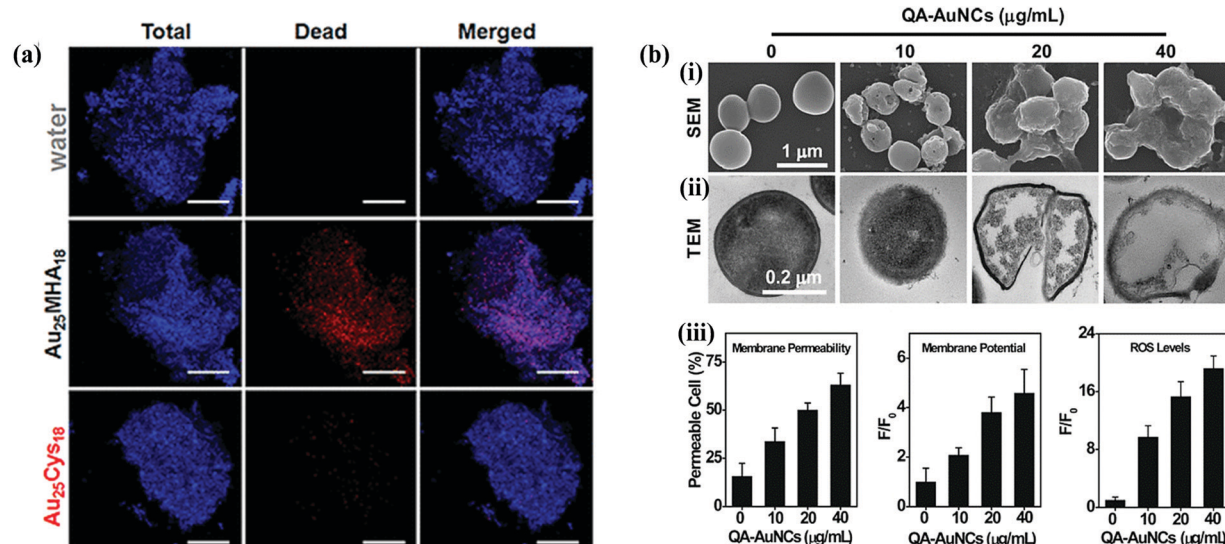 (a)
Total Dead Merged
water
Au₂₅MHA₁₈
Au₂₅Cys₁₈
(b)
QA-AuNCs (μg/mL)
0 10 20 40
(i)
SEM
1 μm
(ii)
TEM
0.2 μm
(iii)
Membrane Permeability
Permeable Cell (%)
75
50
25
0
0 10 20 40
QA-AuNCs (μg/mL)
Membrane Potential
F/F₀
6
4
2
0
0 10 20 40
QA-AuNCs (μg/mL)
ROS Levels
F/F₀
24
16
8
0
0 10 20 40
QA-AuNCs (μg/mL)